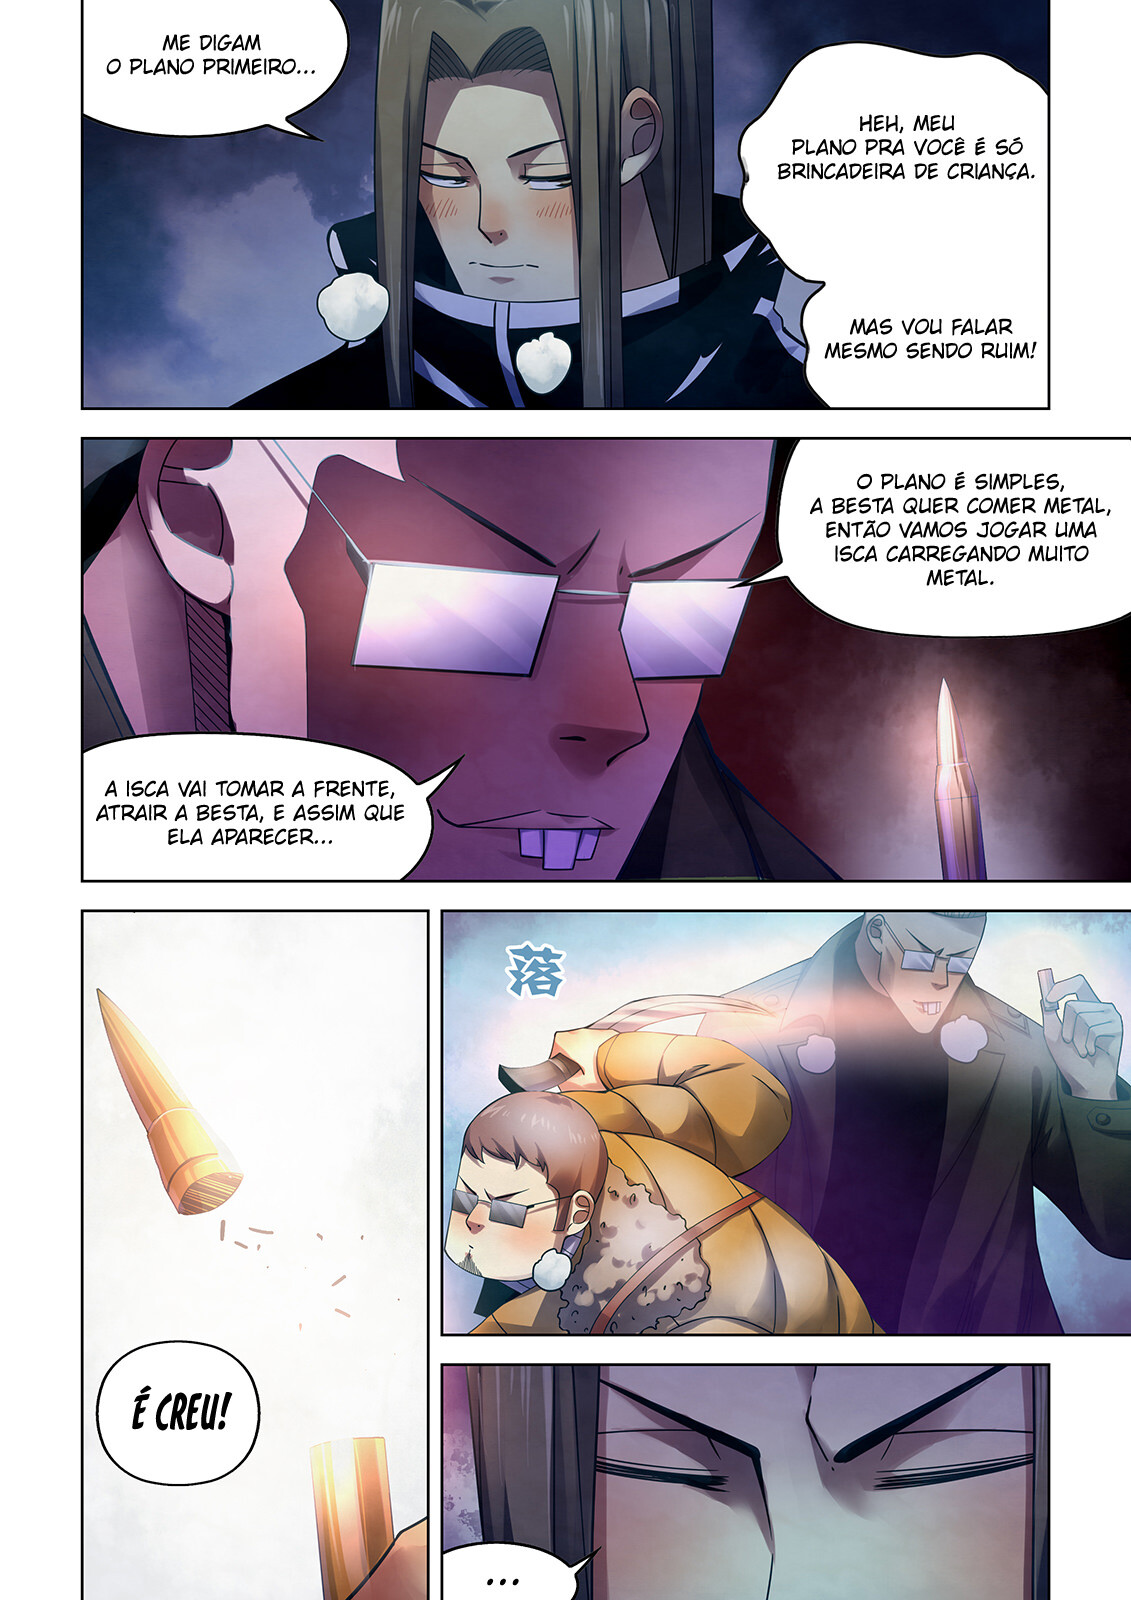 ME DIGAM
O PLANO PRIMEIRO...
HEH, MEU
PLANO PRA VOCÊ É SÓ
BRINCADEIRA DE CRIANÇA.
MAS VOU FALAR
MESMO SENDO RUIM!
O PLANO É SIMPLES,
A BESTA QUER COMER METAL,
ENTÃO VAMOS JOGAR UMA
ISCA CARREGANDO MUITO
METAL.
A ISCA VAI TOMAR A FRENTE,
ATRAIR A BESTA, E ASSIM QUE
ELA APARECER...
É CREU!
落
...